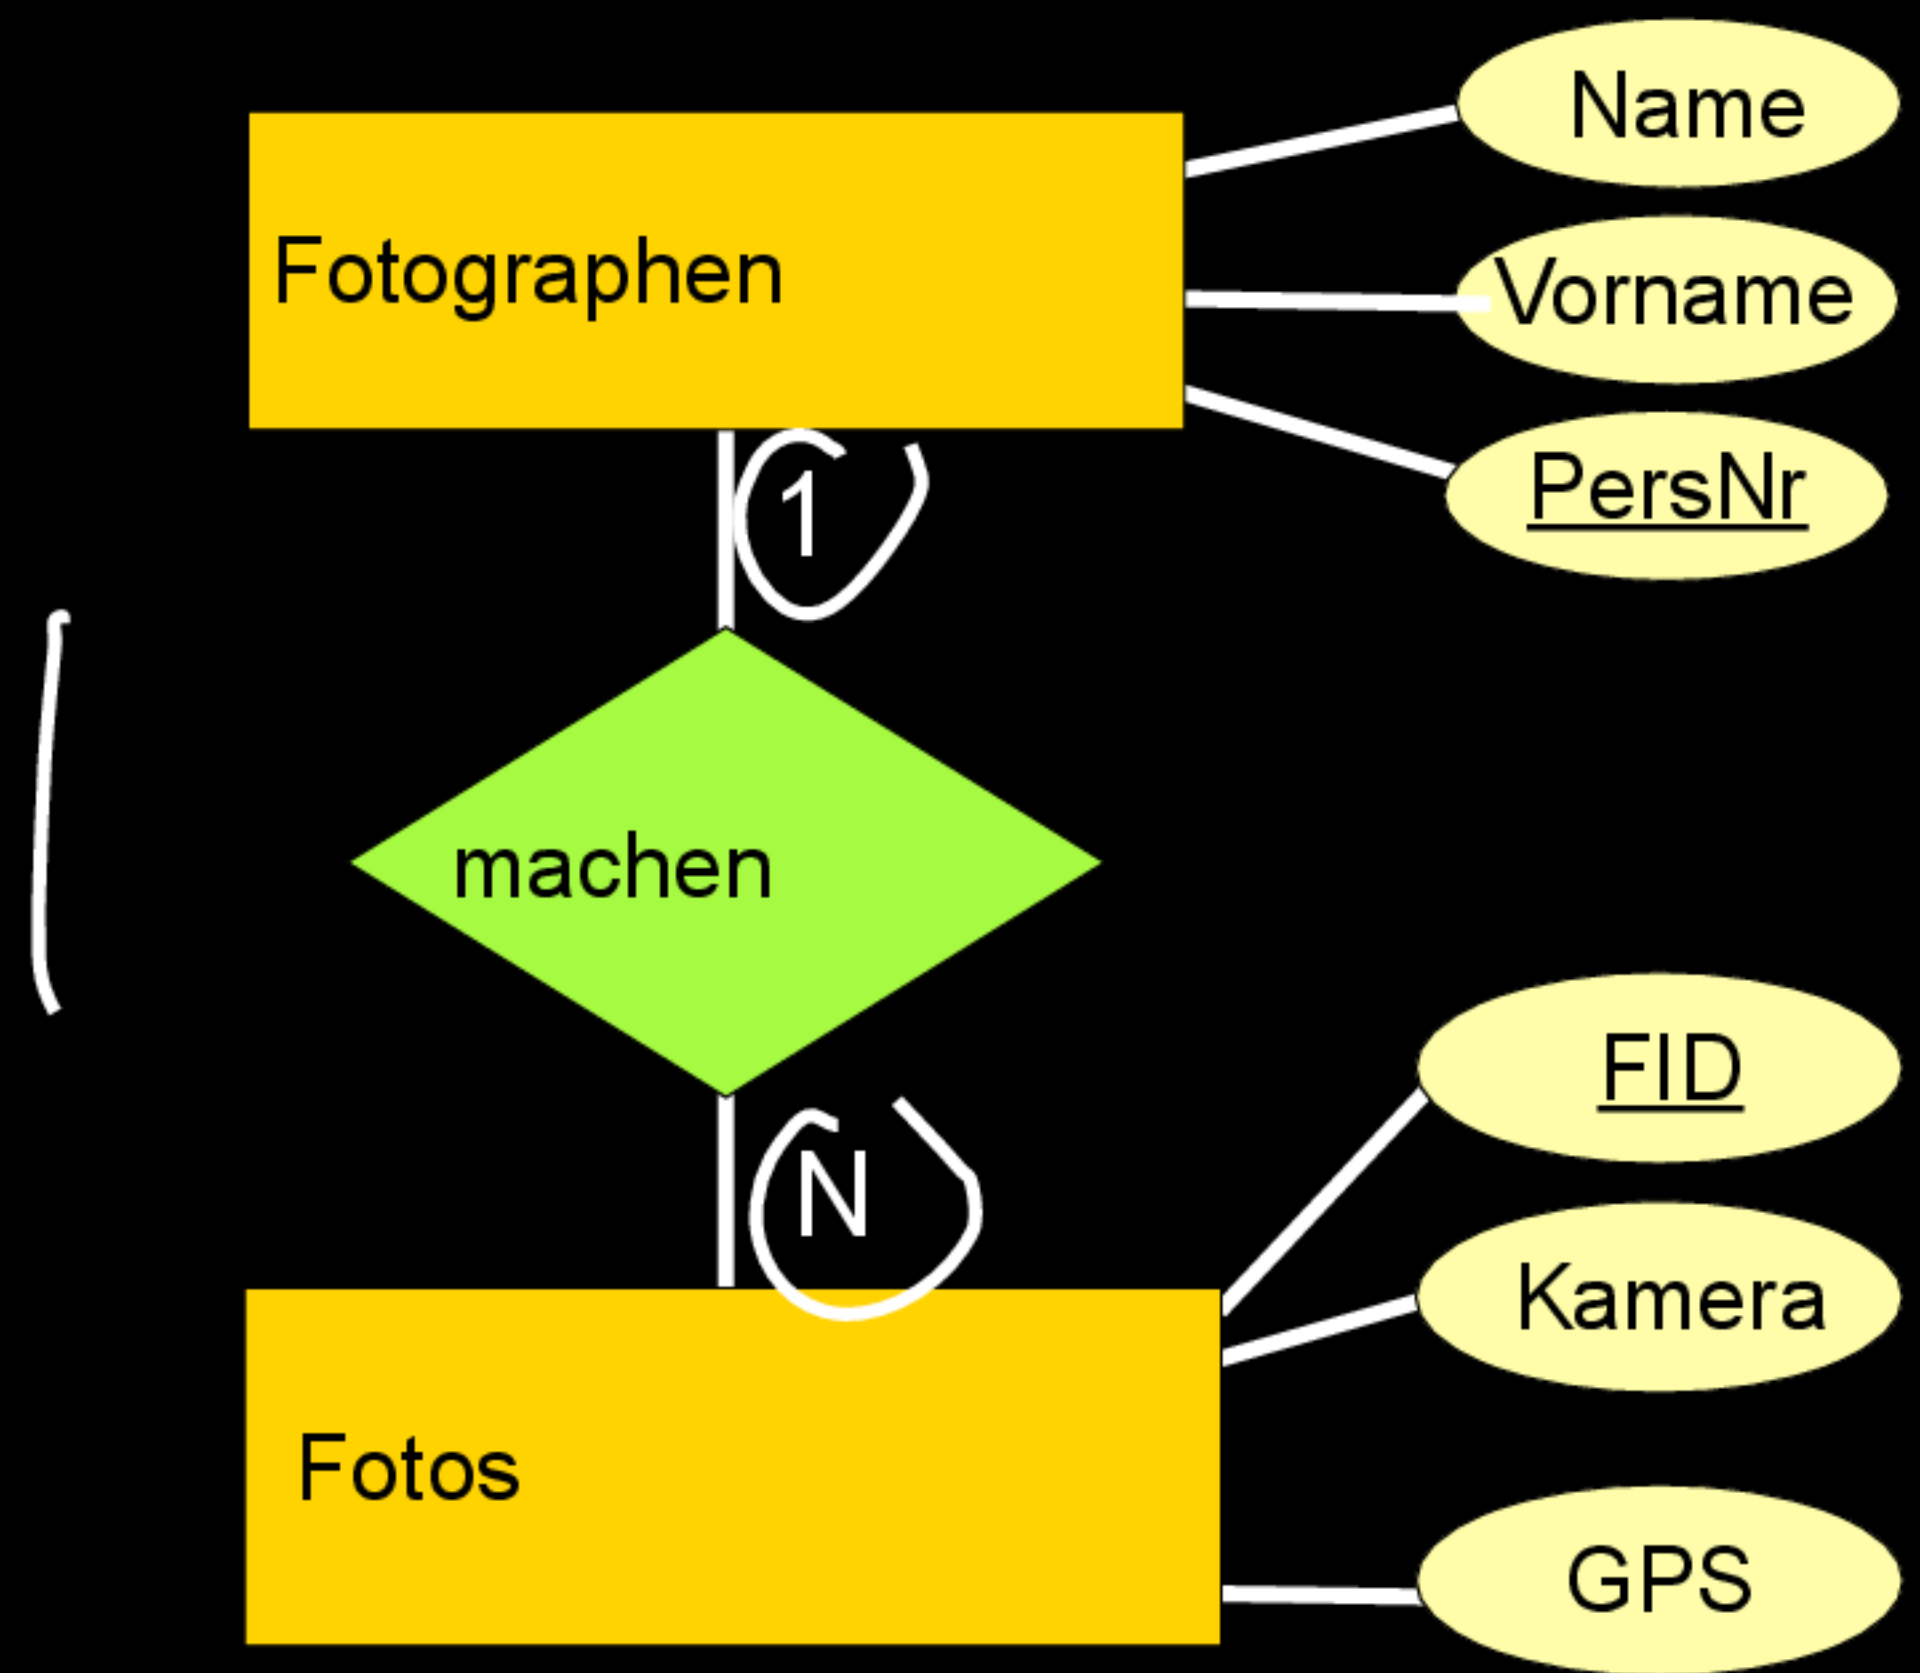 Name
Fotographen
Vorname
PersNr
1
machen
FID
N
Kamera
Fotos
GPS